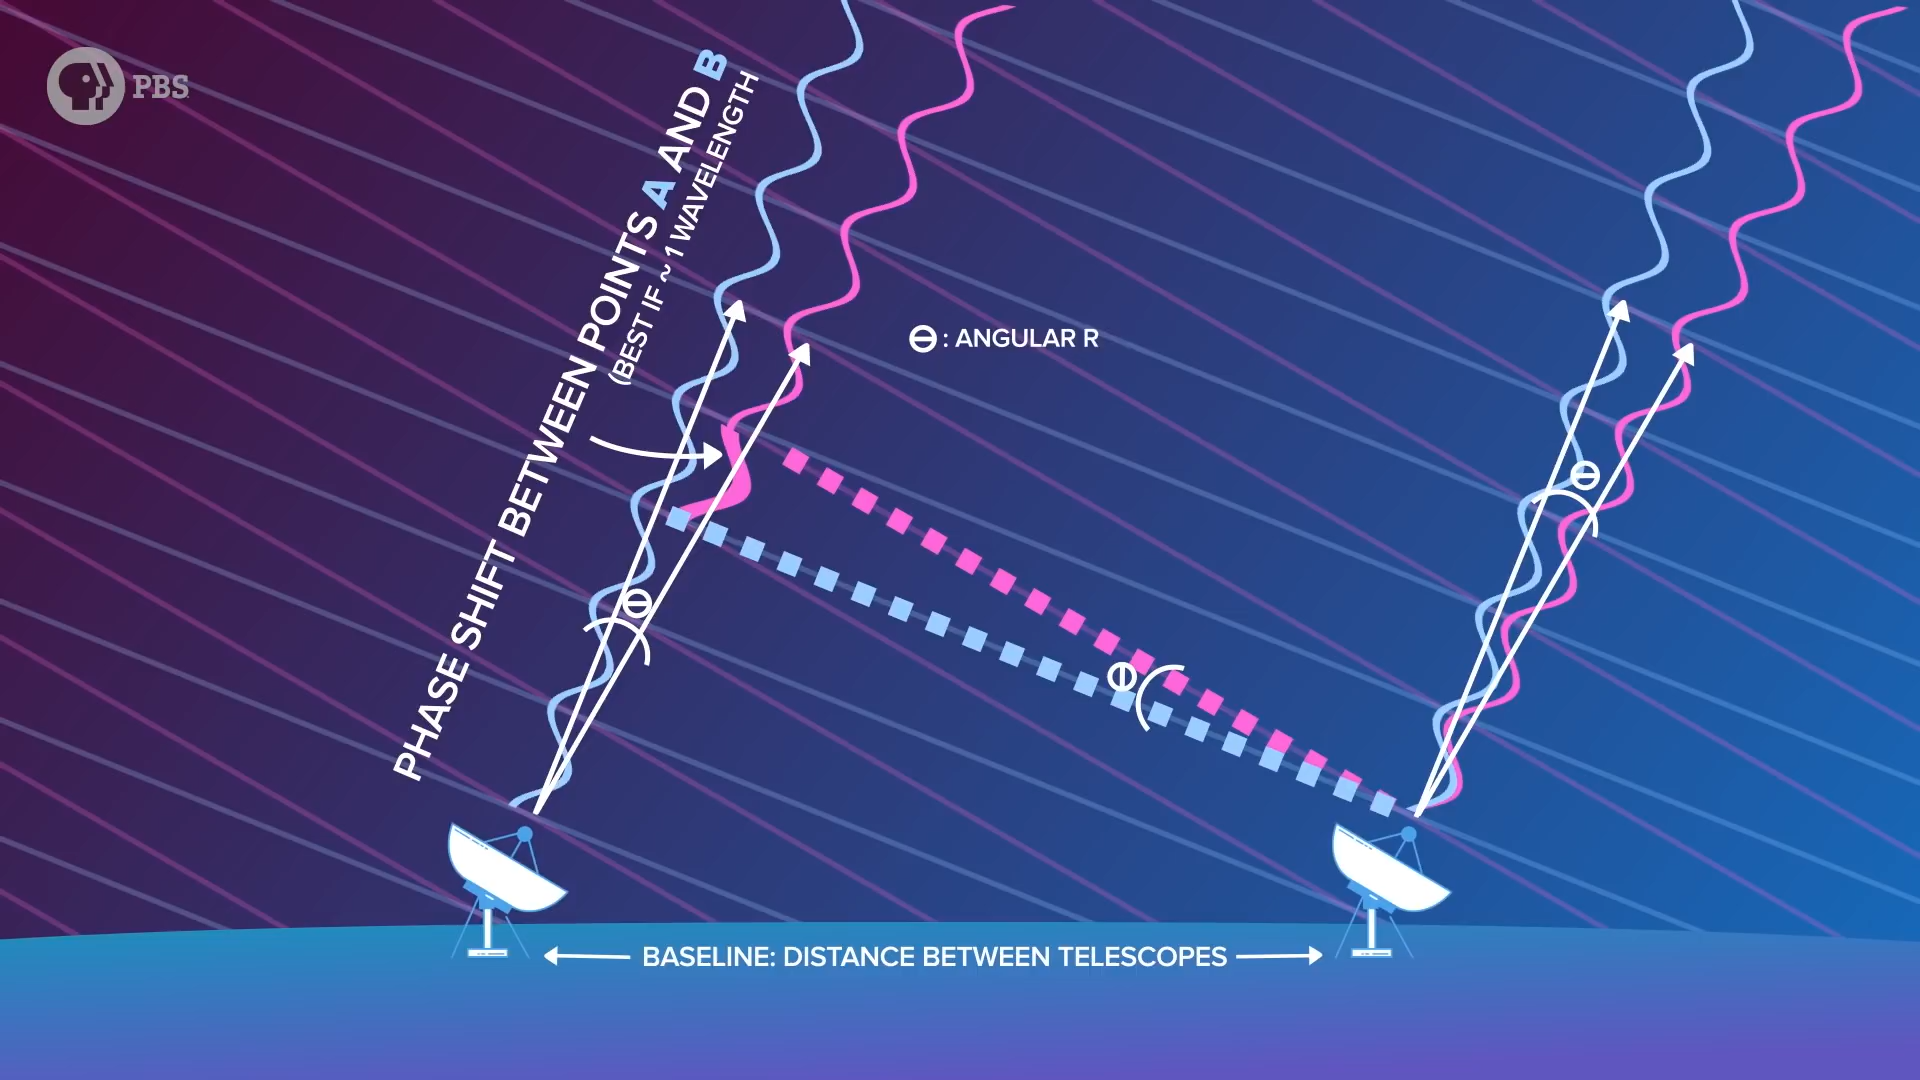 PBS
PHASE SHIFT BETWEEN POINTS A AND B
(BEST IF ~ 1 WAVELENGTH
Θ : ANGULAR R
Θ
Θ
Θ
BASELINE: DISTANCE BETWEEN TELESCOPES